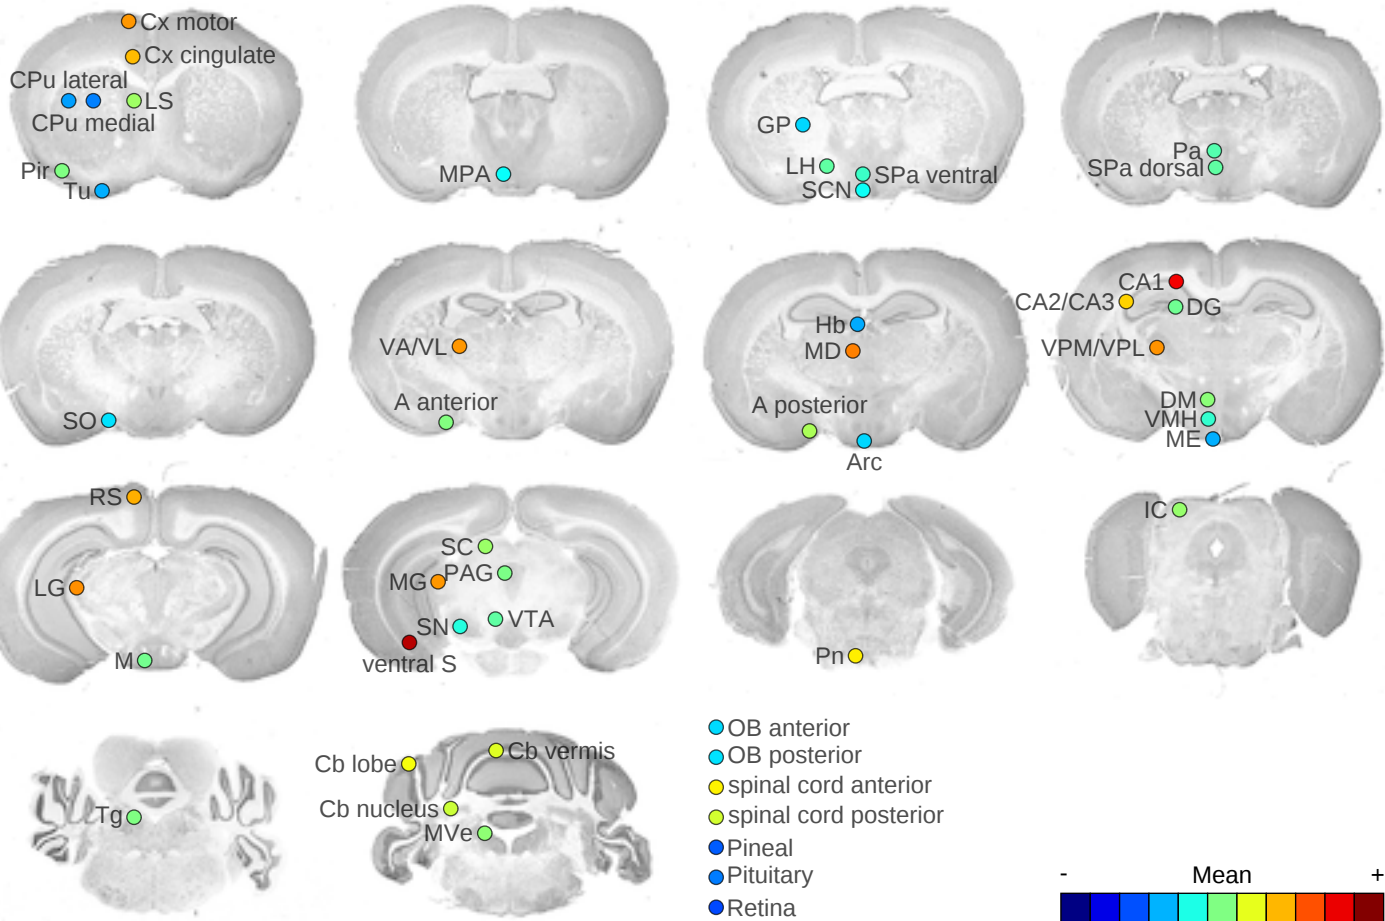 Cx motor
Cx cingulate
CPu lateral
LS
CPu medial
Pir
Tu
MPA
GP
LH
SPa ventral
SCN
Pa
SPa dorsal
SO
VA/VL
A anterior
Hb
MD
A posterior
Arc
CA1
CA2/CA3
DG
VPM/VPL
DM
VMH
ME
RS
LG
M
SC
MG
PAG
SN
VTA
ventral S
Pn
IC
Tg
Cb lobe
Cb vermis
Cb nucleus
MVe
OB anterior
OB posterior
spinal cord anterior
spinal cord posterior
Pineal
Pituitary
Retina
- Mean +